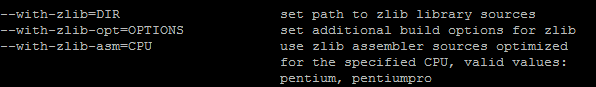 --with-zlib=DIR set path to zlib library sources
--with-zlib-opt=OPTIONS set additional build options for zlib
--with-zlib-asm=CPU use zlib assembler sources optimized
for the specified CPU, valid values:
pentium, pentiumpro